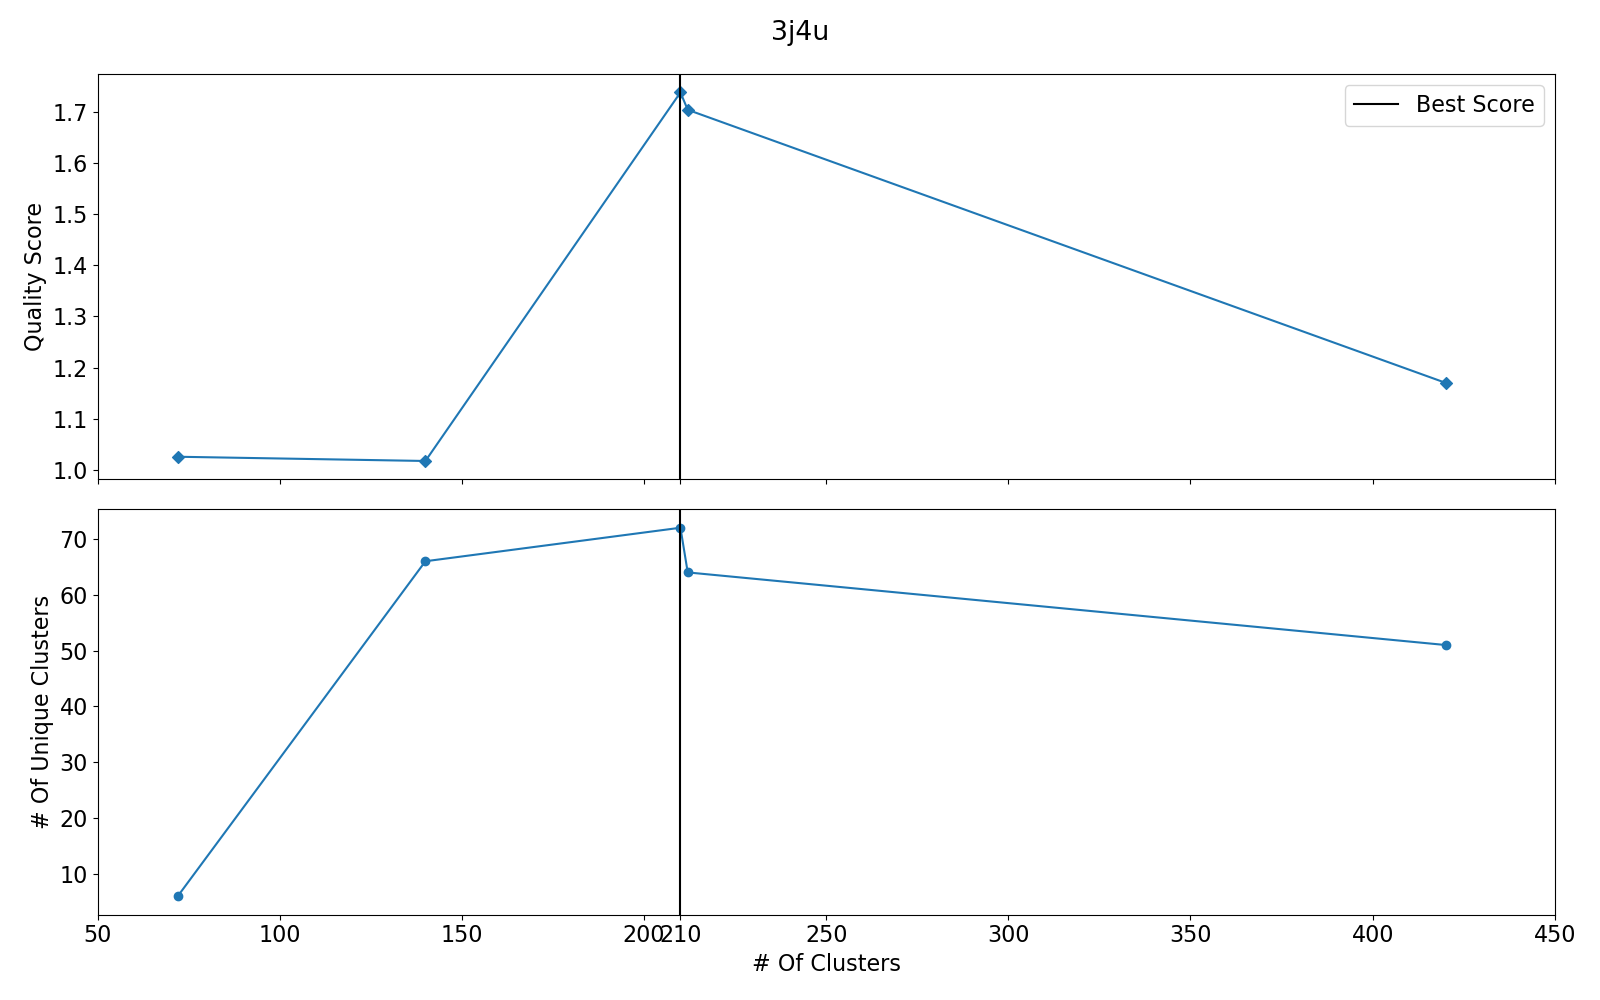 3j4u
Quality Score
1.7
1.6
1.5
1.4
1.3
1.2
1.1
1.0
Best Score
# Of Unique Clusters
70
60
50
40
30
20
10
50 100 150 200 210 250 300 350 400 450
# Of Clusters